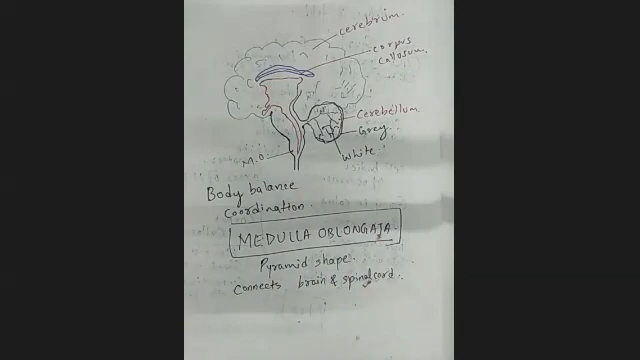 Cerebrum.
Corpus
Callosum.
Cerebellum.
Grey.
White.
M.O
Body balance
Coordination.
MEDULLA OBLONGATA.
Pyramid shape.
Connects brain & spinal cord.